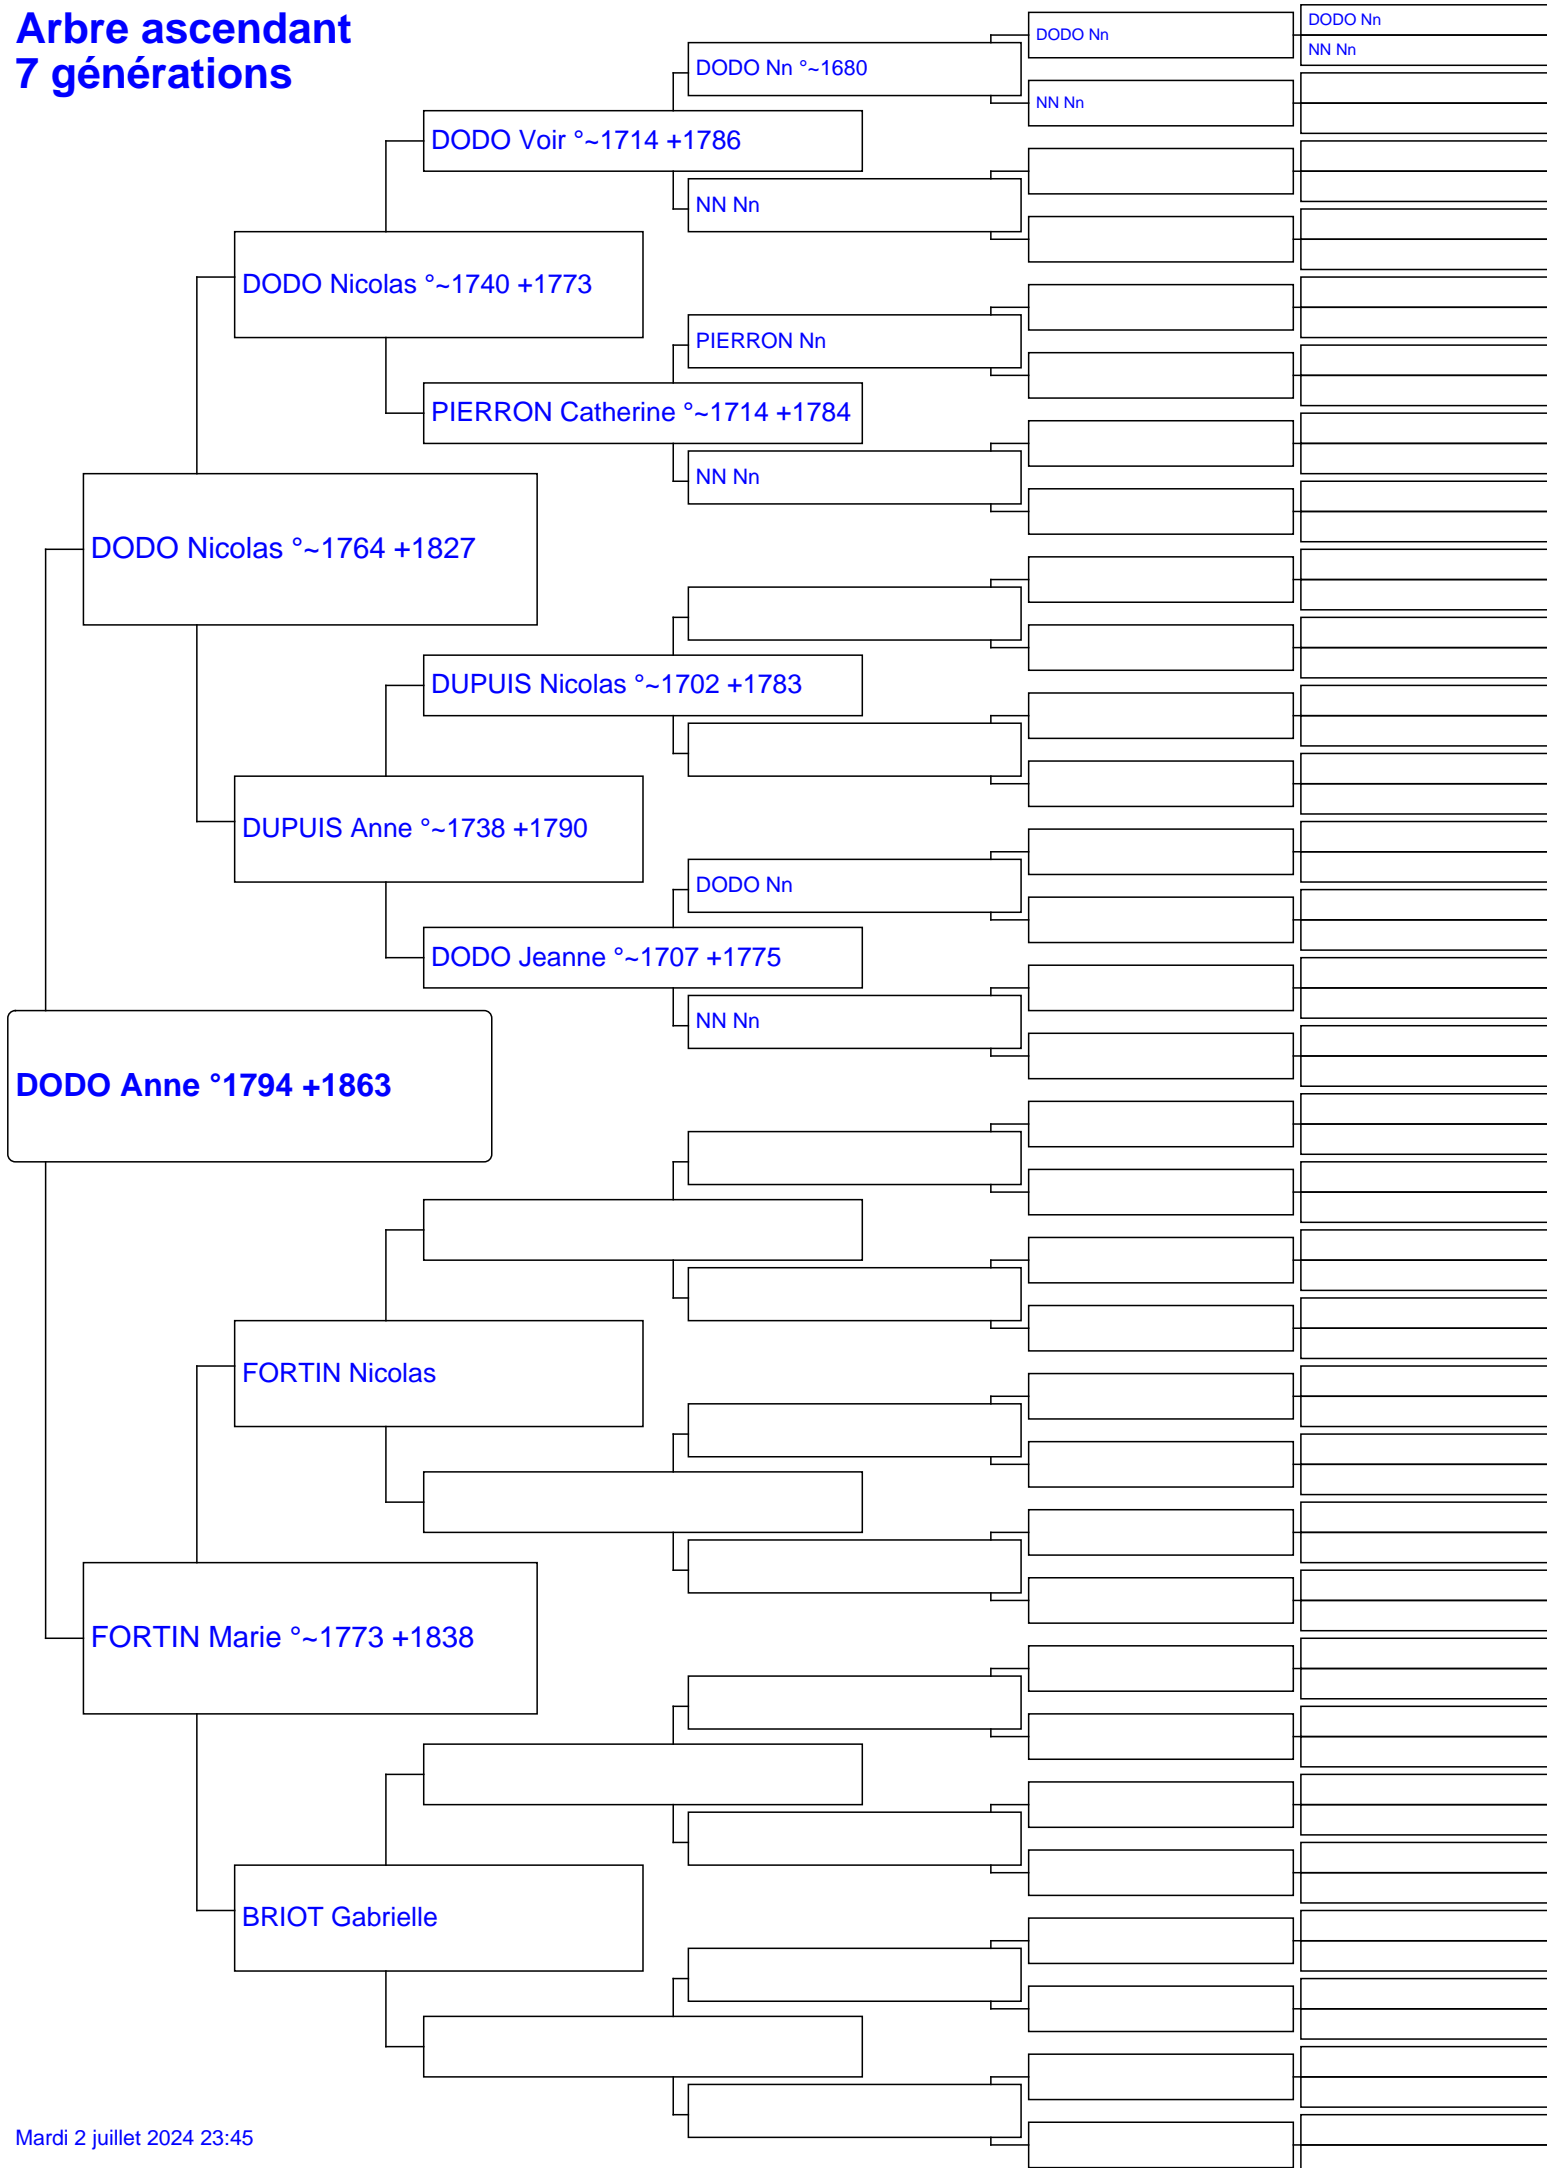 Arbre ascendant
7 générations
DODO Nn
NN Nn
DODO Nn
NN Nn
DODO Nn °~1680
DODO Voir °~1714 +1786
NN Nn
DODO Nicolas °~1740 +1773
PIERRON Nn
PIERRON Catherine °~1714 +1784
NN Nn
DODO Nicolas °~1764 +1827
DUPUIS Nicolas °~1702 +1783
DUPUIS Anne °~1738 +1790
DODO Nn
DODO Jeanne °~1707 +1775
NN Nn
DODO Anne °1794 +1863
FORTIN Nicolas
FORTIN Marie °~1773 +1838
BRIOT Gabrielle
Mardi 2 juillet 2024 23:45